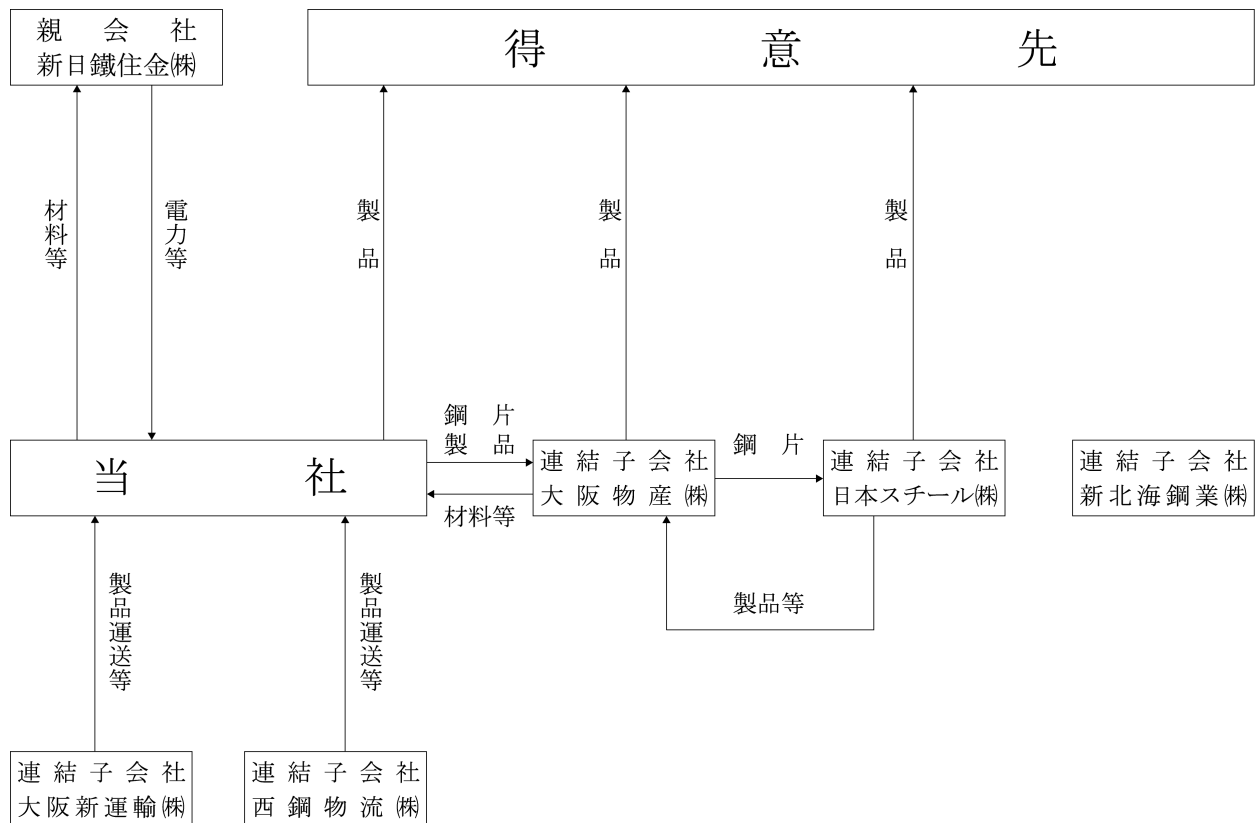 親会社
新日鐵住金㈱
得意先
材料等
電力等
製品
製品
製品
鋼片
製品
鋼片
当社
連結子会社
大阪物産㈱
連結子会社
日本スチール㈱
連結子会社
新北海鋼業㈱
材料等
製品運送等
製品運送等
製品等
連結子会社
大阪新運輸㈱
連結子会社
西鋼物流㈱